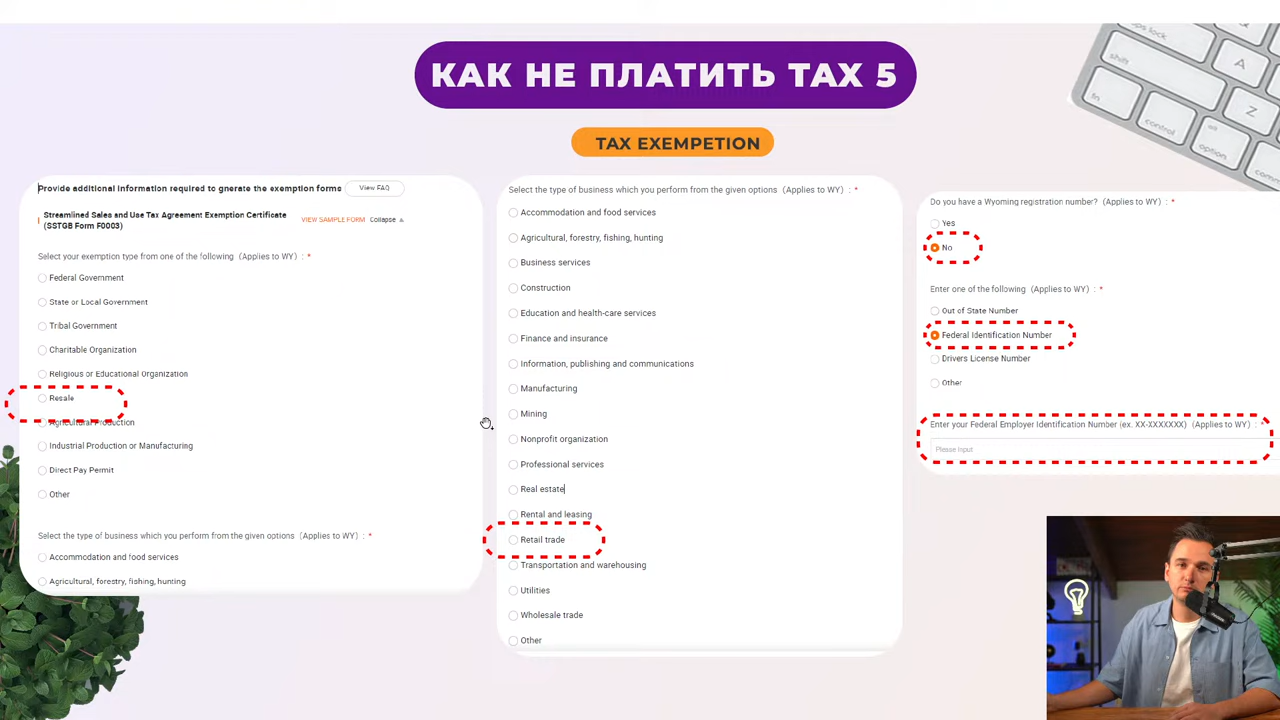 КАК НЕ ПЛАТИТЬ TAX 5
TAX EXEMPETION
Provide additional information required to gnerate the exemption forms
View FAQ
Streamlined Sales and Use Tax Agreement Exemption Certificate
(SSTGB Form F0003)
VIEW SAMPLE FORM
Collapse
Select your exemption type from one of the following (Applies to WY) : *
Federal Government
State or Local Government
Tribal Government
Charitable Organization
Religious or Educational Organization
Resale
Agricultural Production
Industrial Production or Manufacturing
Direct Pay Permit
Other
Select the type of business which you perform from the given options (Applies to WY) : *
Accommodation and food services
Agricultural, forestry, fishing, hunting
Select the type of business which you perform from the given options (Applies to WY) : *
Accommodation and food services
Agricultural, forestry, fishing, hunting
Business services
Construction
Education and health-care services
Finance and insurance
Information, publishing and communications
Manufacturing
Mining
Nonprofit organization
Professional services
Real estate
Rental and leasing
Retail trade
Transportation and warehousing
Utilities
Wholesale trade
Other
Do you have a Wyoming registration number? (Applies to WY) : *
Yes
No
Enter one of the following (Applies to WY) : *
Out of State Number
Federal Identification Number
Drivers License Number
Other
Enter your Federal Employer Identification Number (ex. XX-XXXXXXX) (Applies to WY) : *
Please Input
caps lock
shift
A
fn
Z
control
option